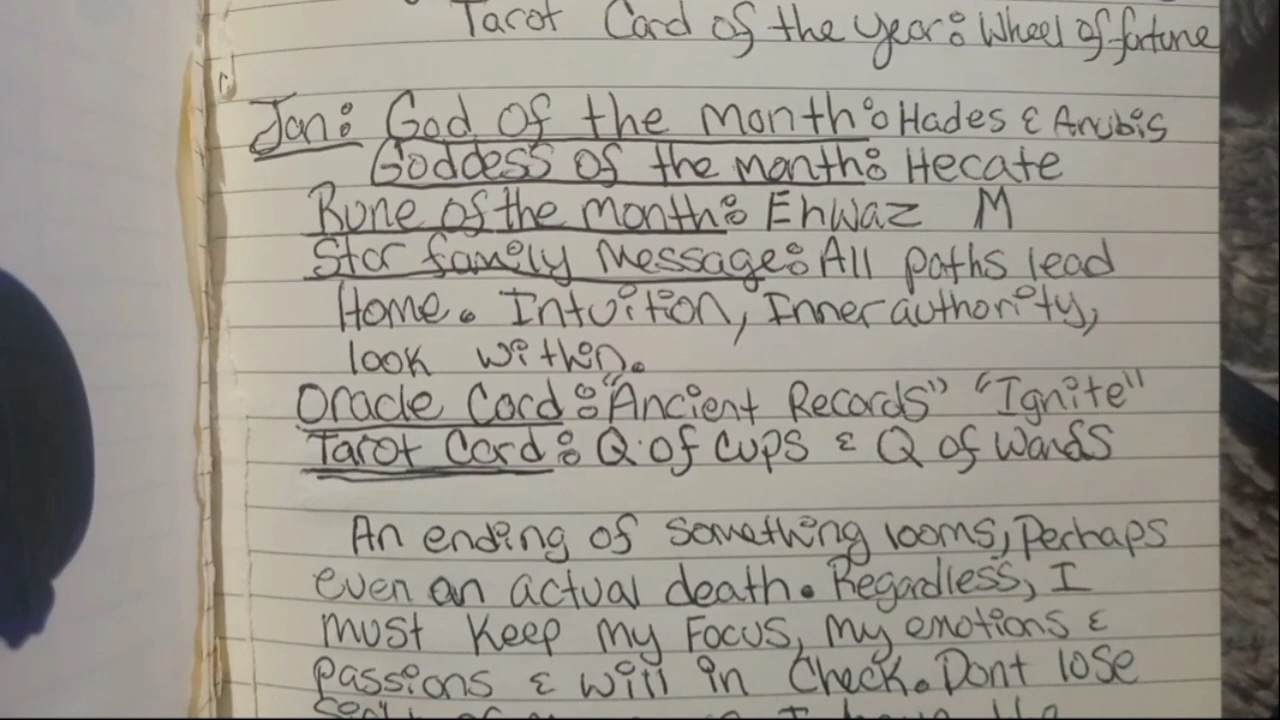 Tarot Card of the year: Wheel of fortune
Jan: God of the month: Hades & Anubis
Goddess of the month: Hecate
Rune of the month: Ehwaz M
Star family Message: All paths lead
Home. Intuition, Inner authority,
look within.
Oracle Card: "Ancient Records" "Ignite"
Tarot Card: Q of Cups & Q of Wands
An ending of something looms, Perhaps
even an actual death. Regardless, I
must keep my Focus, my emotions &
passions & will in Check. Dont lose